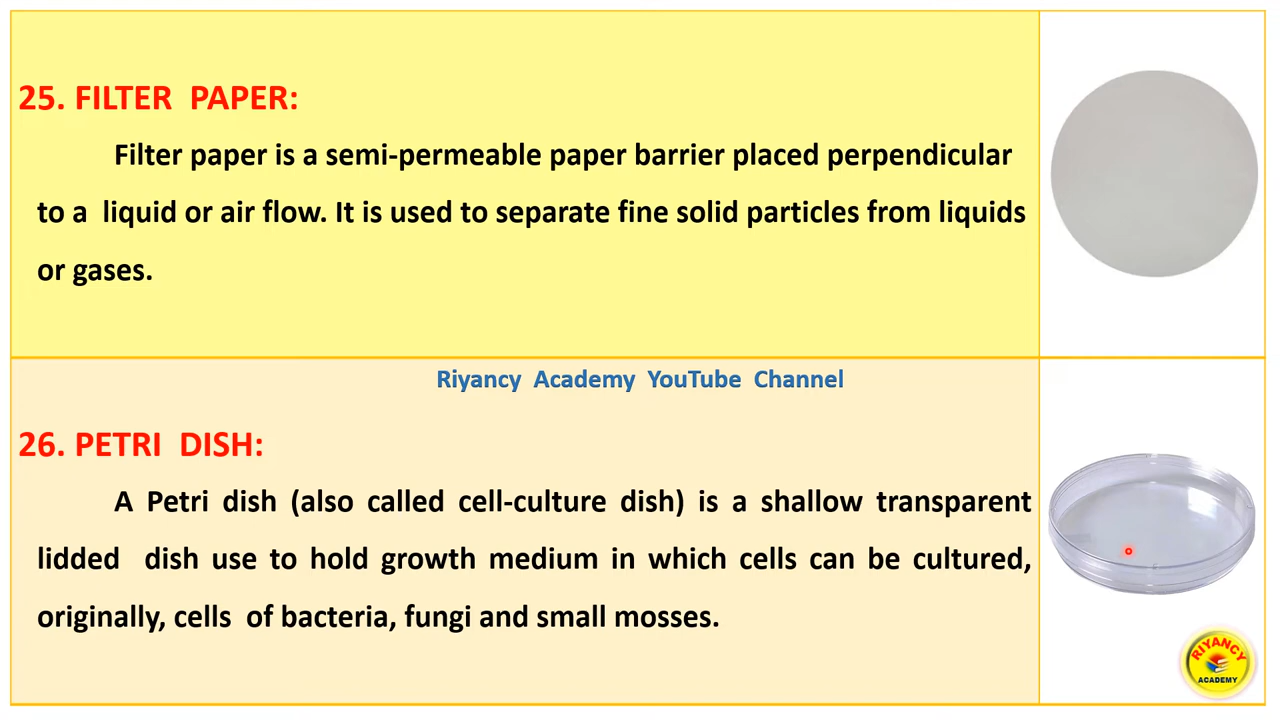 25. FILTER PAPER:
Filter paper is a semi-permeable paper barrier placed perpendicular
to a liquid or air flow. It is used to separate fine solid particles from liquids
or gases.
Riyancy Academy YouTube Channel
26. PETRI DISH:
A Petri dish (also called cell-culture dish) is a shallow transparent
lidded dish use to hold growth medium in which cells can be cultured,
originally, cells of bacteria, fungi and small mosses.
RIYANCY
ACADEMY